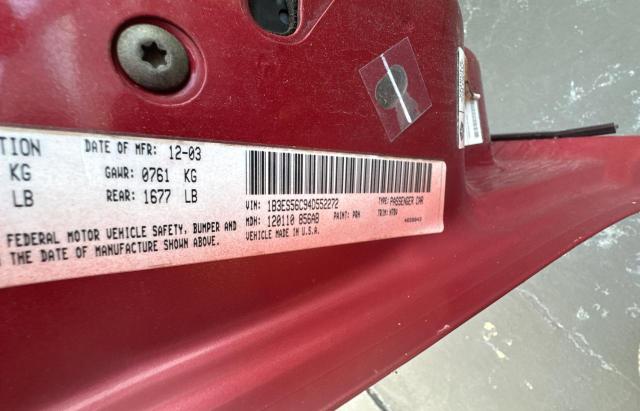 TION DATE OF MFR: 12-03
KG GAWR: 0761 KG
LB REAR: 1677 LB
FEDERAL MOTOR VEHICLE SAFETY, BUMPER AND
THE DATE OF MANUFACTURE SHOWN ABOVE.
VIN: 1B3ES56C94D552272 TYPE: PASSENGER CAR
MDH: 120110 856AB PAINT: PRH TRIM:
VEHICLE MADE IN U.S.A.